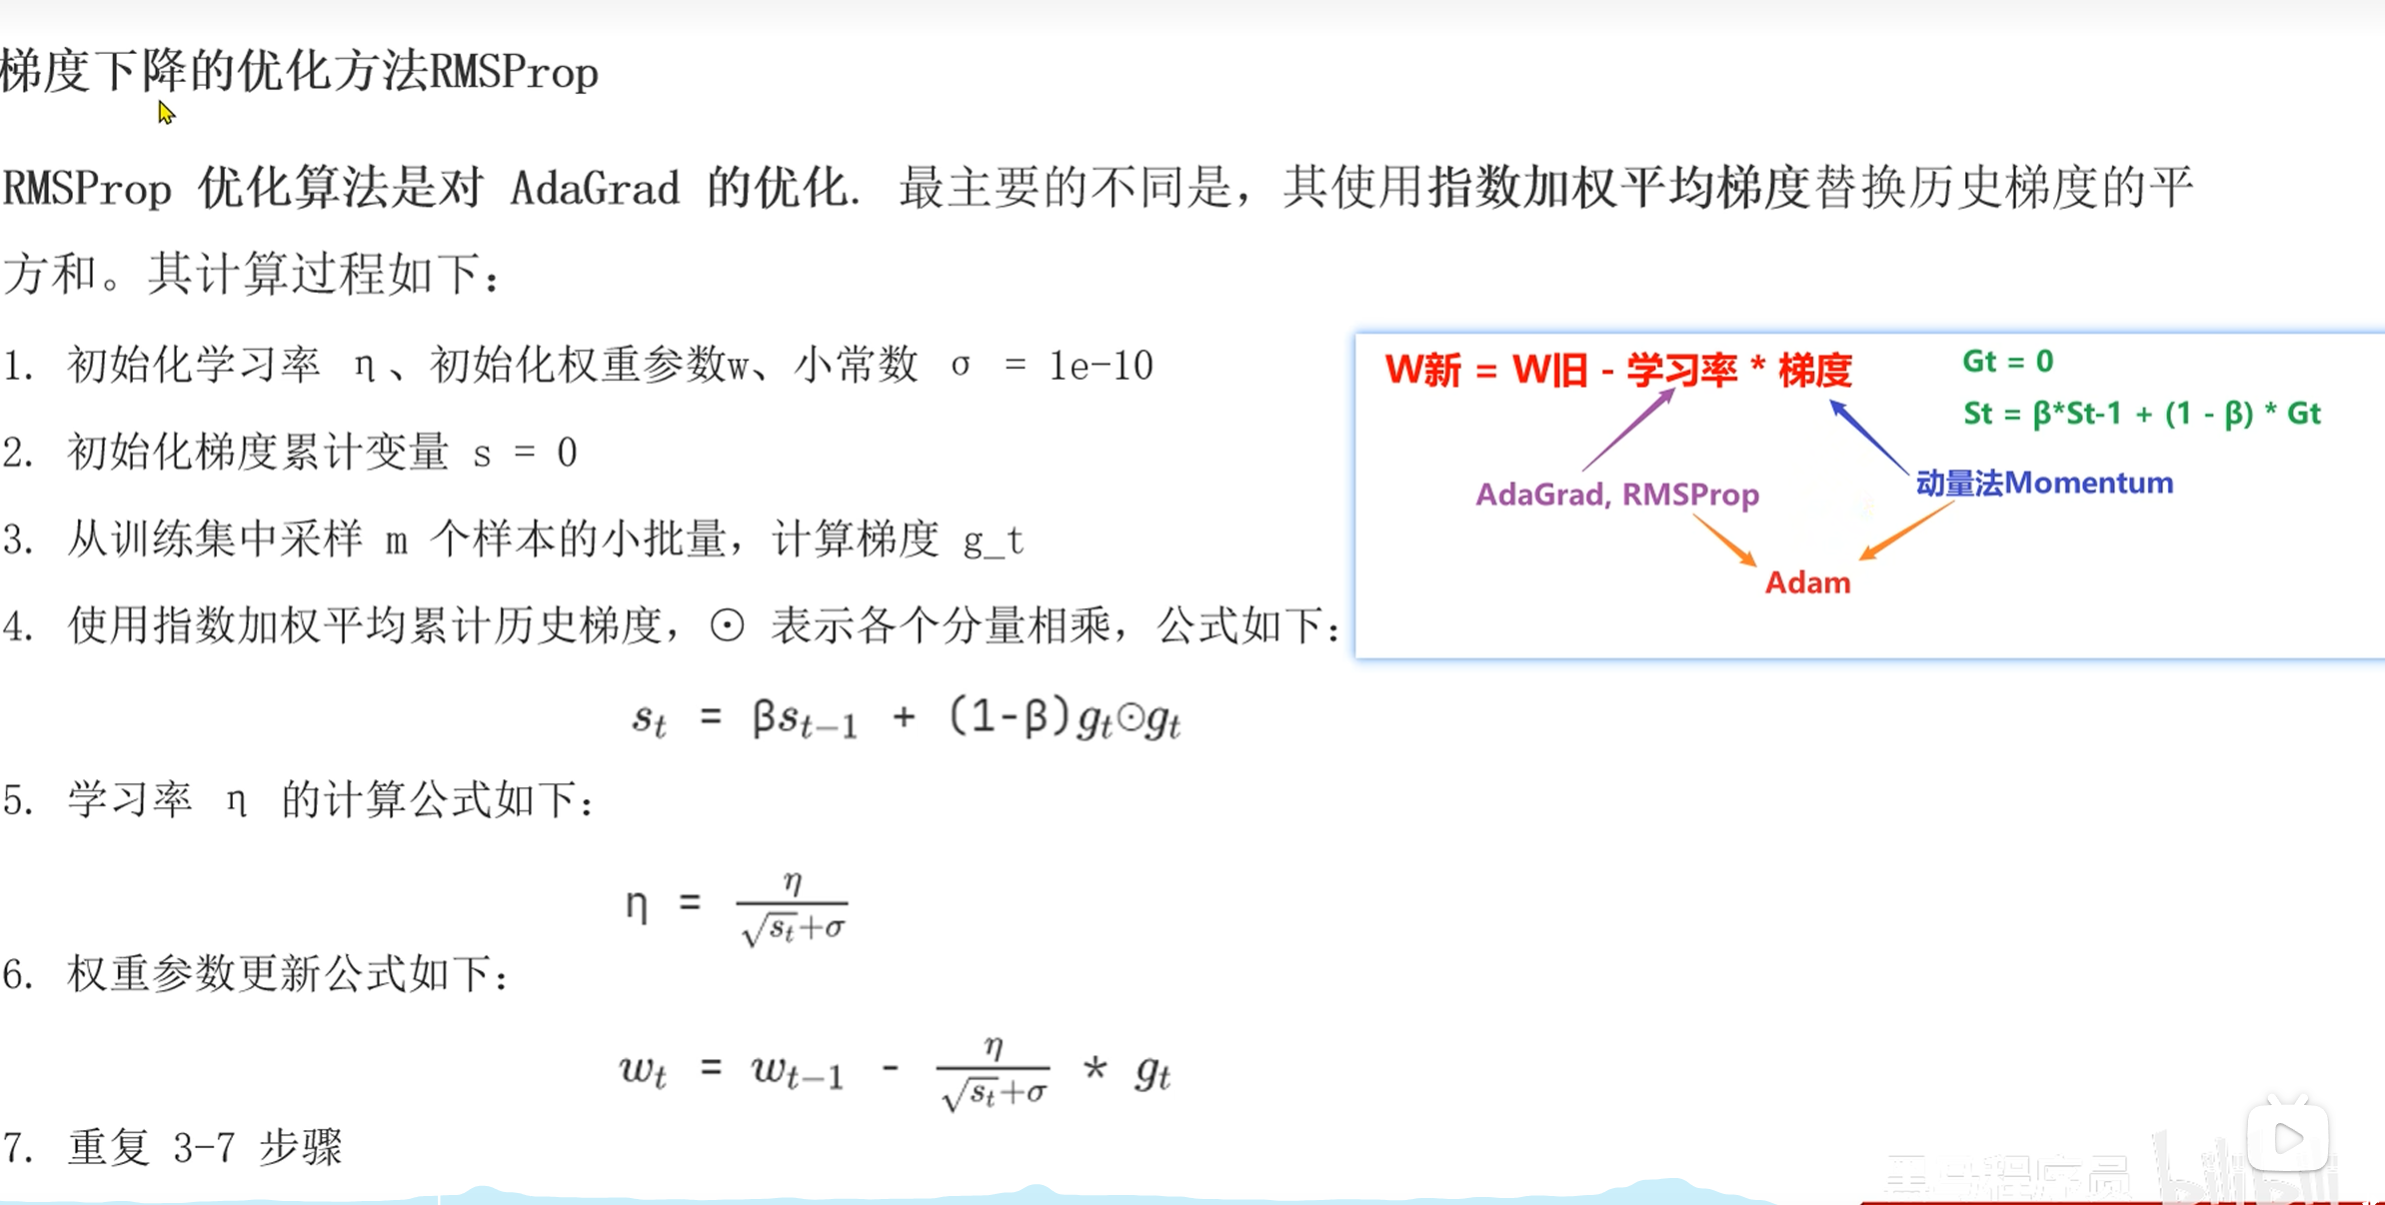 梯度下降的优化方法RMSProp
RMSProp 优化算法是对 AdaGrad 的优化. 最主要的不同是，其使用指数加权平均梯度替换历史梯度的平
方和。其计算过程如下：
1. 初始化学习率 η、初始化权重参数w、小常数 σ = 1e-10
2. 初始化梯度累计变量 s = 0
3. 从训练集中采样 m 个样本的小批量，计算梯度 g_t
4. 使用指数加权平均累计历史梯度，⊙ 表示各个分量相乘，公式如下：
s_t = βs_{t-1} + (1-β)g_t⊙g_t
5. 学习率 η 的计算公式如下：
η = \frac{η}{\sqrt{s_t}+σ}
6. 权重参数更新公式如下：
w_t = w_{t-1} - \frac{η}{\sqrt{s_t}+σ} * g_t
7. 重复 3-7 步骤
W新 = W旧 - 学习率 * 梯度
Gt = 0
St = β*St-1 + (1 - β) * Gt
AdaGrad, RMSProp
动量法Momentum
Adam
黑马程序员
bilibili